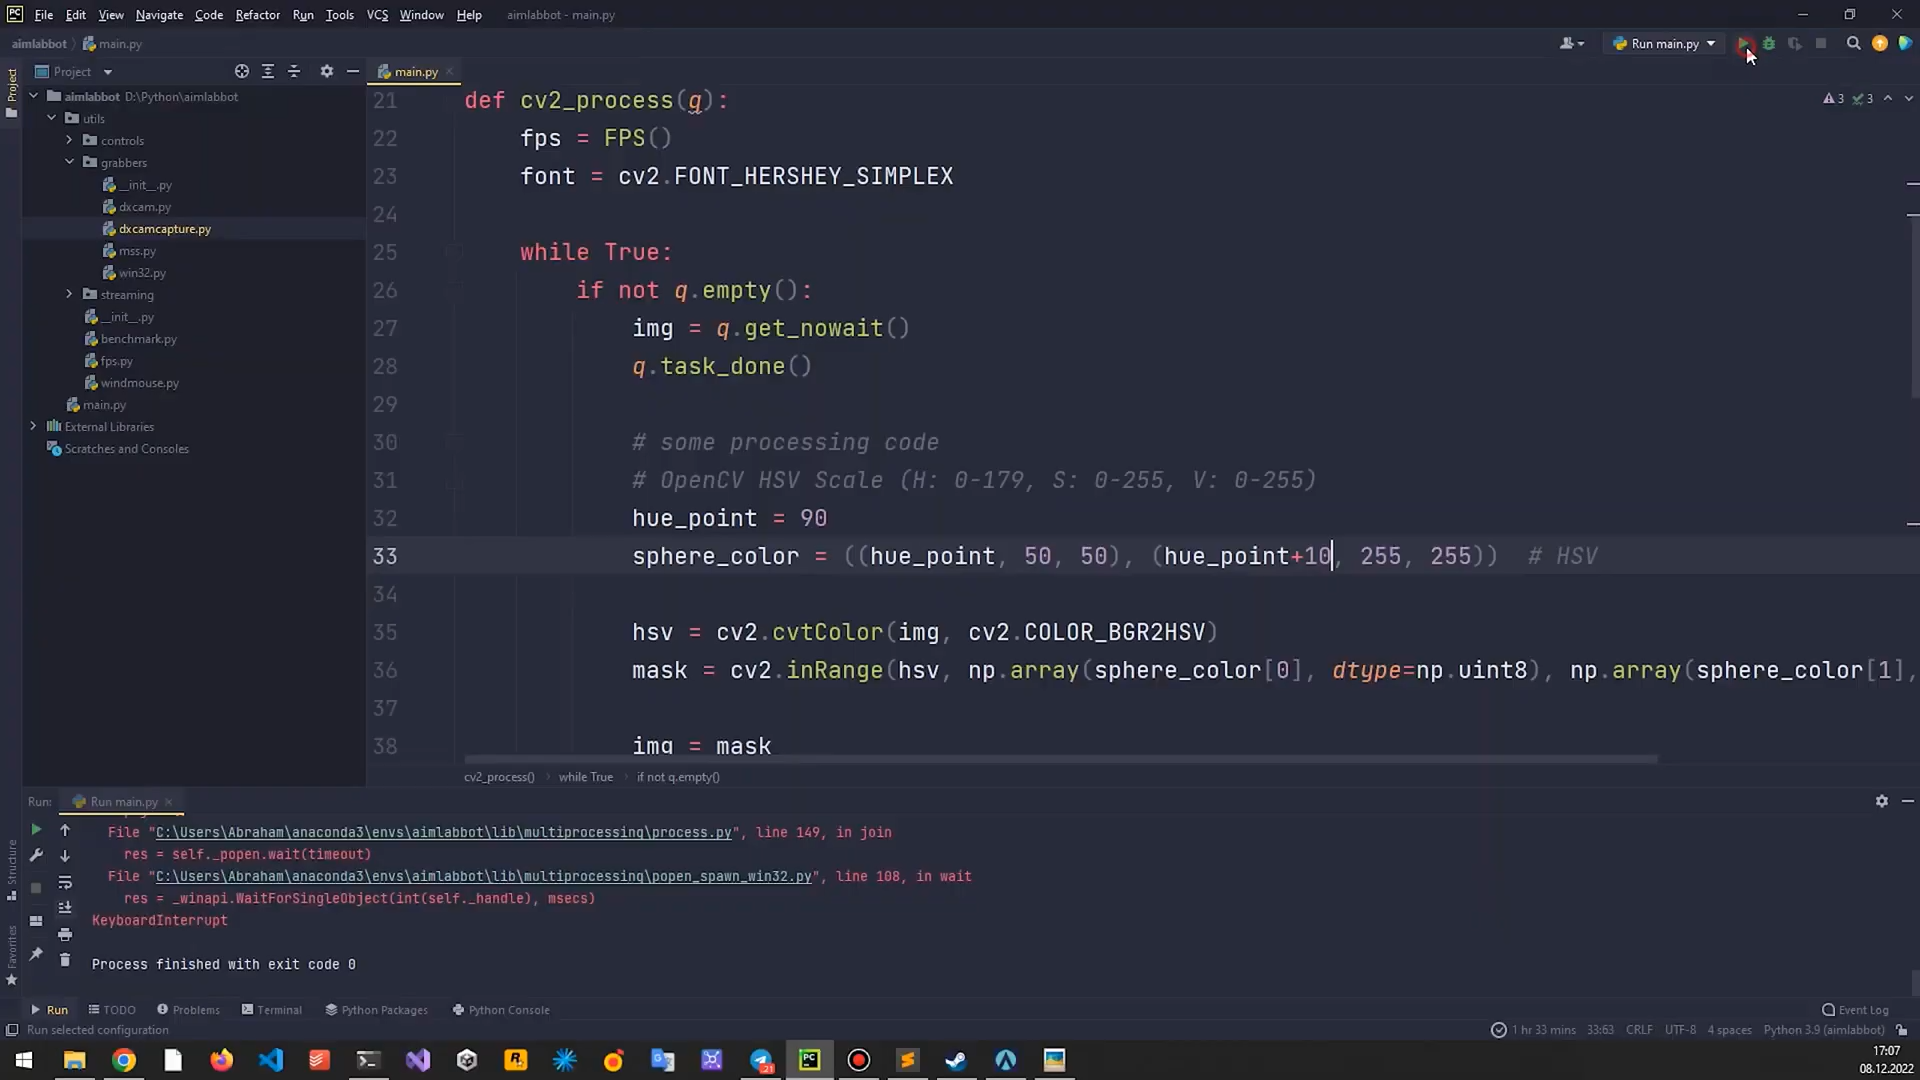 PC File Edit View Navigate Code Refactor Run Tools VCS Window Help aimlabbot - main.py
aimlabbot main.py Run main.py
Project main.py
Project
aimlabbot D:\Python\aimlabbot
utils
controls
grabbers
__init__.py
dxcam.py
dxcamcapture.py
mss.py
win32.py
streaming
__init__.py
benchmark.py
fps.py
windmouse.py
main.py
External Libraries
Scratches and Consoles
3 3
21 def cv2_process(q):
22 fps = FPS()
23 font = cv2.FONT_HERSHEY_SIMPLEX
24
25 while True:
26 if not q.empty():
27 img = q.get_nowait()
28 q.task_done()
29
30 # some processing code
31 # OpenCV HSV Scale (H: 0-179, S: 0-255, V: 0-255)
32 hue_point = 90
33 sphere_color = ((hue_point, 50, 50), (hue_point+10, 255, 255)) # HSV
34
35 hsv = cv2.cvtColor(img, cv2.COLOR_BGR2HSV)
36 mask = cv2.inRange(hsv, np.array(sphere_color[0], dtype=np.uint8), np.array(sphere_color[1],
37
38 img = mask
cv2_process() while True if not q.empty()
Run: Run main.py
File "C:\Users\Abraham\anaconda3\envs\aimlabbot\lib\multiprocessing\process.py", line 149, in join
res = self._popen.wait(timeout)
File "C:\Users\Abraham\anaconda3\envs\aimlabbot\lib\multiprocessing\popen_spawn_win32.py", line 108, in wait
res = _winapi.WaitForSingleObject(int(self._handle), msecs)
KeyboardInterrupt
Process finished with exit code 0
Structure
Favorites
Run TODO Problems Terminal Python Packages Python Console Event Log
Run selected configuration 1 hr 33 mins 33:63 CRLF UTF-8 4 spaces Python 3.9 (aimlabbot)
17:07
08.12.2022